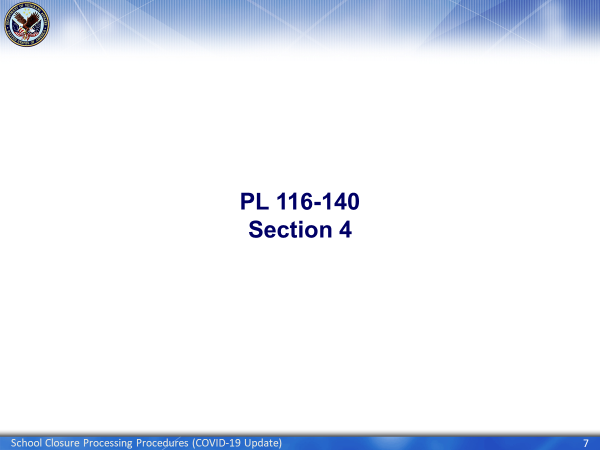 PL 116-140
Section 4
School Closure Processing Procedures (COVID-19 Update)
7